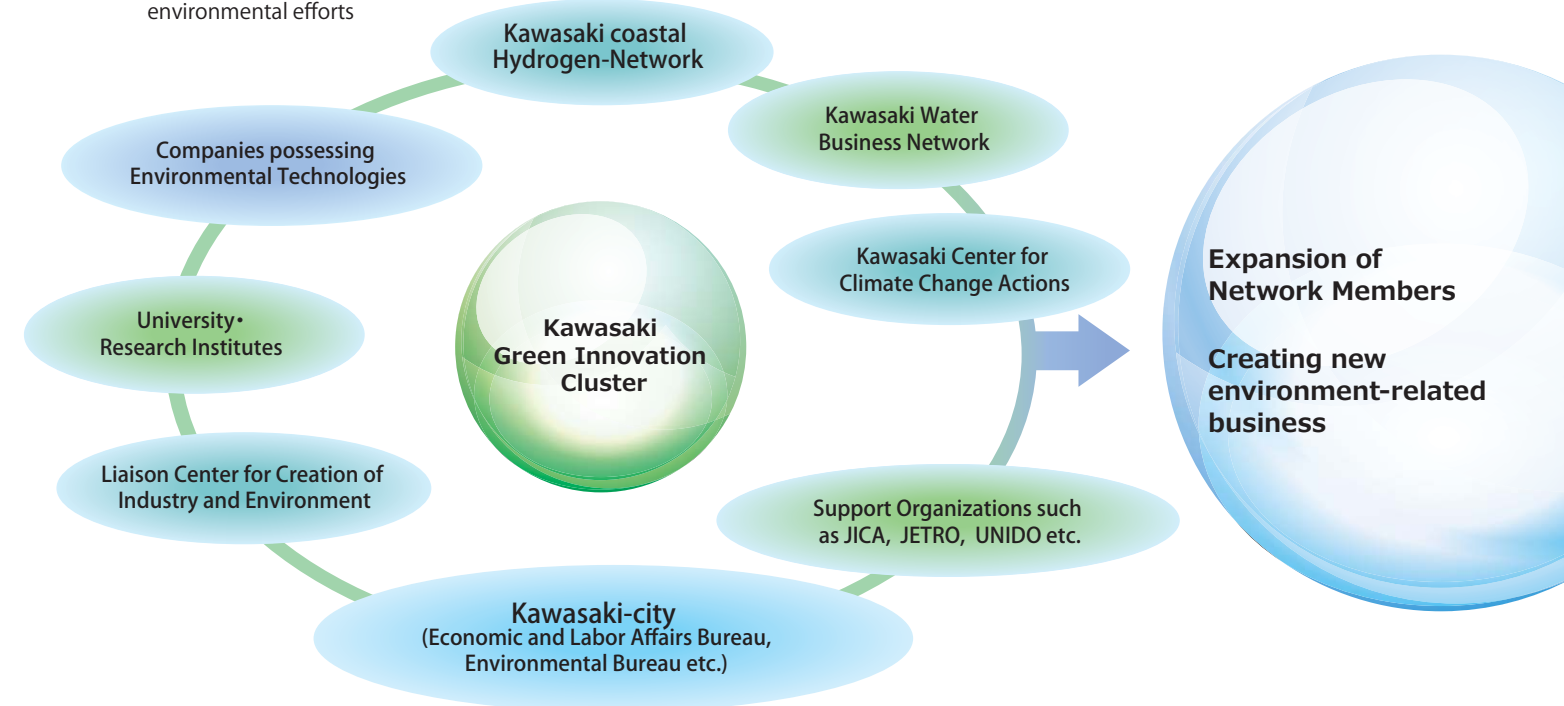 environmental efforts
Kawasaki coastal
Hydrogen-Network
Kawasaki Water
Business Network
Companies possessing
Environmental Technologies
Kawasaki Center for
Climate Change Actions
University・
Research Institutes
Kawasaki
Green Innovation
Cluster
Expansion of
Network Members
Creating new
environment-related
business
Liaison Center for Creation of
Industry and Environment
Support Organizations such
as JICA, JETRO, UNIDO etc.
Kawasaki-city
(Economic and Labor Affairs Bureau,
Environmental Bureau etc.)